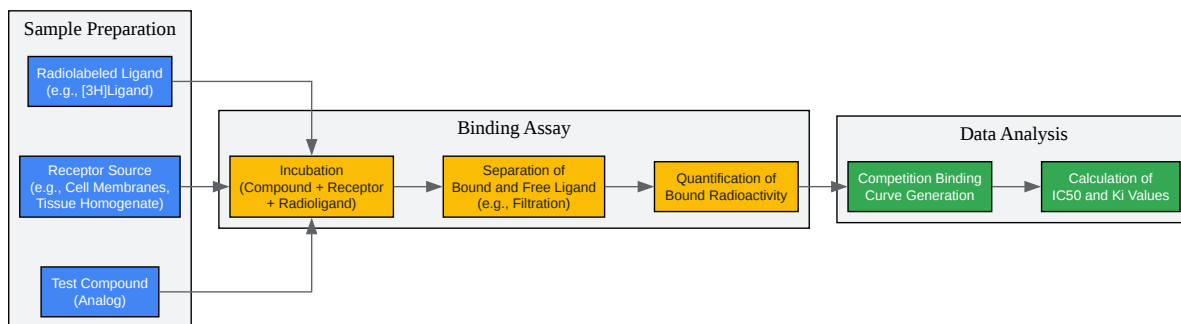 Sample Preparation
Radiolabeled Ligand
(e.g., [3H]Ligand)
Receptor Source
(e.g., Cell Membranes,
Tissue Homogenate)
Test Compound
(Analog)
Binding Assay
Incubation
(Compound + Receptor
+ Radioligand)
Separation of
Bound and Free Ligand
(e.g., Filtration)
Quantification of
Bound Radioactivity
Data Analysis
Competition Binding
Curve Generation
Calculation of
IC50 and Ki Values